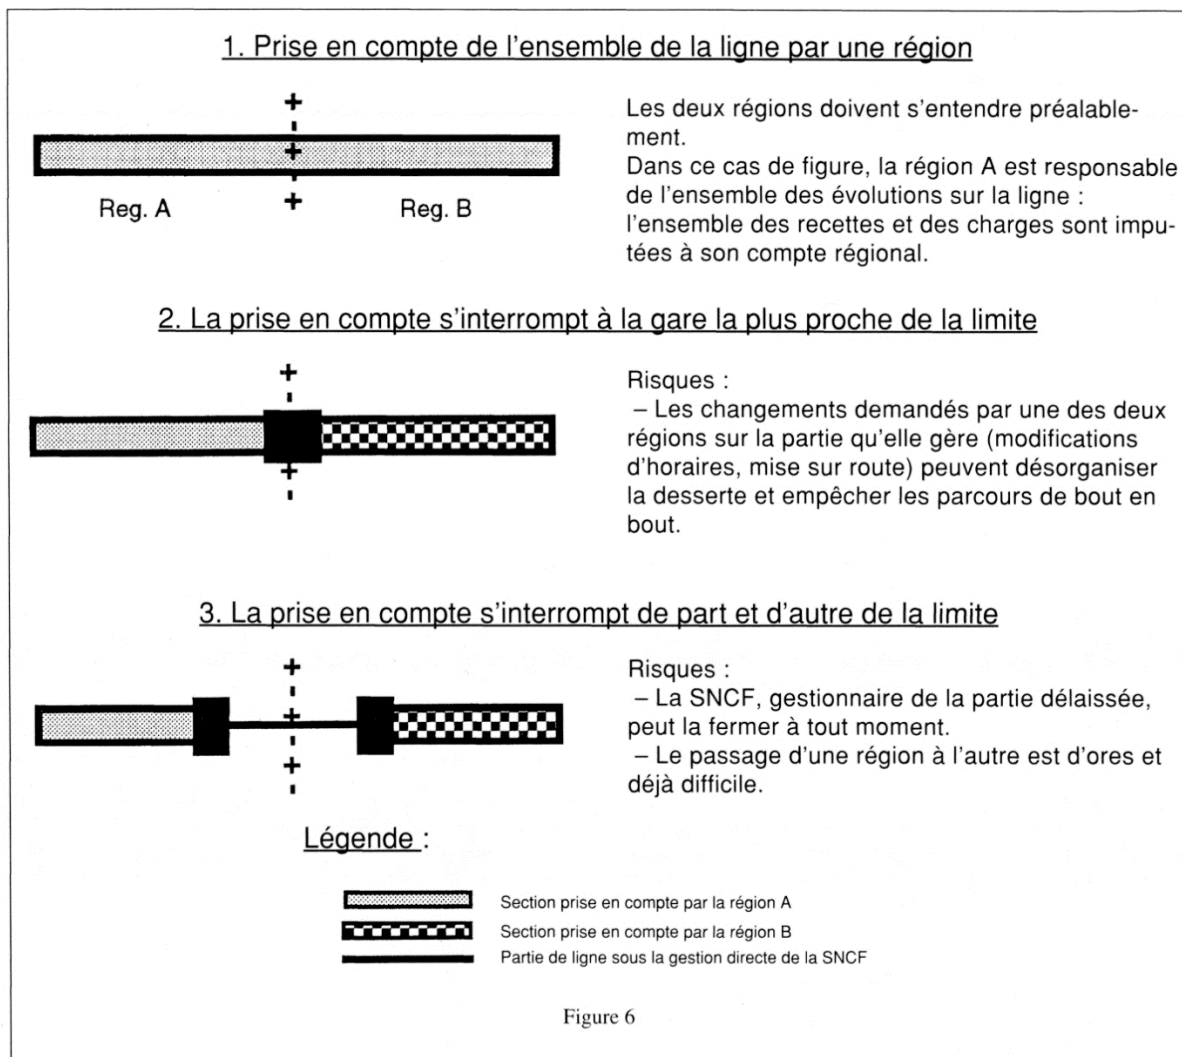 1. Prise en compte de l'ensemble de la ligne par une région
Reg. A
Reg. B
Les deux régions doivent s'entendre préalable-
ment.
Dans ce cas de figure, la région A est responsable
de l'ensemble des évolutions sur la ligne :
l'ensemble des recettes et des charges sont impu-
tées à son compte régional.
2. La prise en compte s'interrompt à la gare la plus proche de la limite
Risques :
– Les changements demandés par une des deux
régions sur la partie qu'elle gère (modifications
d'horaires, mise sur route) peuvent désorganiser
la desserte et empêcher les parcours de bout en
bout.
3. La prise en compte s'interrompt de part et d'autre de la limite
Risques :
– La SNCF, gestionnaire de la partie délaissée,
peut la fermer à tout moment.
– Le passage d'une région à l'autre est d'ores et
déjà difficile.
Légende :
Section prise en compte par la région A
Section prise en compte par la région B
Partie de ligne sous la gestion directe de la SNCF
Figure 6